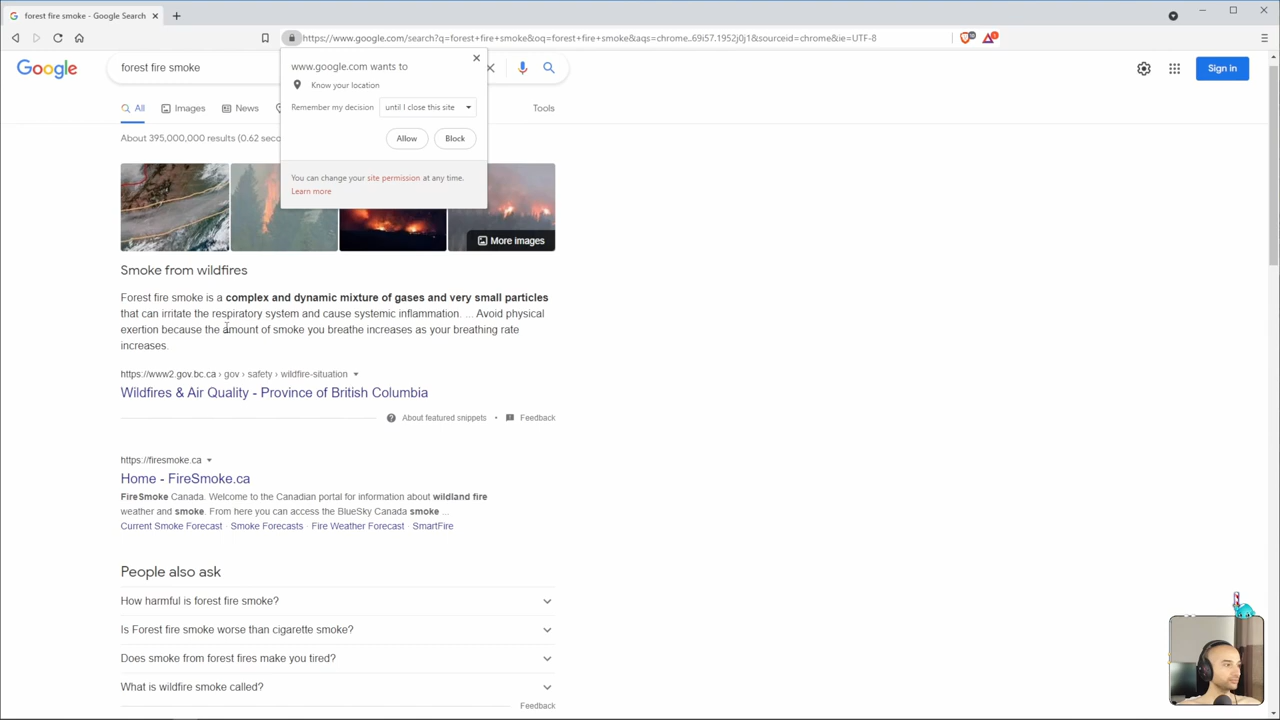 forest fire smoke - Google Search
https://www.google.com/search?q=forest+fire+smoke&oq=forest+fire+smoke&aqs=chrome..69i57.1952j0j1&sourceid=chrome&ie=UTF-8
Google
forest fire smoke
Sign in
www.google.com wants to
Know your location
Remember my decision until I close this site
Allow Block
You can change your site permission at any time.
Learn more
All Images News Tools
About 395,000,000 results (0.62 sec
More images
Smoke from wildfires
Forest fire smoke is a complex and dynamic mixture of gases and very small particles
that can irritate the respiratory system and cause systemic inflammation. ... Avoid physical
exertion because the amount of smoke you breathe increases as your breathing rate
increases.
https://www2.gov.bc.ca › gov › safety › wildfire-situation
Wildfires & Air Quality - Province of British Columbia
About featured snippets • Feedback
https://firesmoke.ca
Home - FireSmoke.ca
FireSmoke Canada. Welcome to the Canadian portal for information about wildland fire
weather and smoke. From here you can access the BlueSky Canada smoke ...
Current Smoke Forecast · Smoke Forecasts · Fire Weather Forecast · SmartFire
People also ask
How harmful is forest fire smoke?
Is Forest fire smoke worse than cigarette smoke?
Does smoke from forest fires make you tired?
What is wildfire smoke called?
Feedback